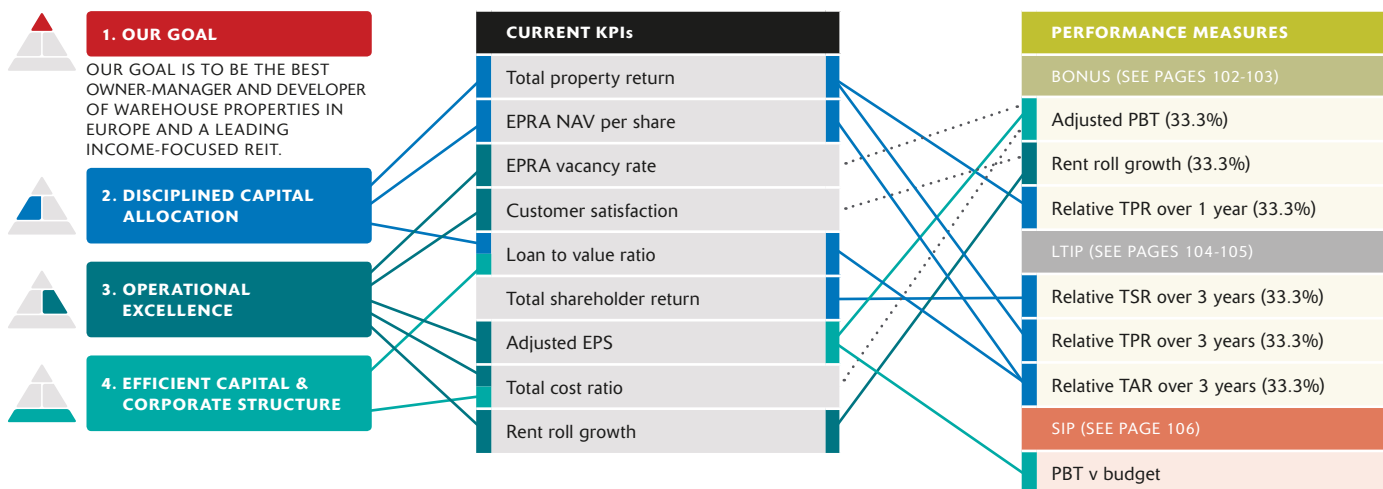 1. OUR GOAL
OUR GOAL IS TO BE THE BEST
OWNER-MANAGER AND DEVELOPER
OF WAREHOUSE PROPERTIES IN
EUROPE AND A LEADING
INCOME-FOCUSED REIT.
2. DISCIPLINED CAPITAL
ALLOCATION
3. OPERATIONAL
EXCELLENCE
4. EFFICIENT CAPITAL &
CORPORATE STRUCTURE
CURRENT KPIs
Total property return
EPRA NAV per share
EPRA vacancy rate
Customer satisfaction
Loan to value ratio
Total shareholder return
Adjusted EPS
Total cost ratio
Rent roll growth
PERFORMANCE MEASURES
BONUS (SEE PAGES 102-103)
Adjusted PBT (33.3%)
Rent roll growth (33.3%)
Relative TPR over 1 year (33.3%)
LTIP (SEE PAGES 104-105)
Relative TSR over 3 years (33.3%)
Relative TPR over 3 years (33.3%)
Relative TAR over 3 years (33.3%)
SIP (SEE PAGE 106)
PBT v budget